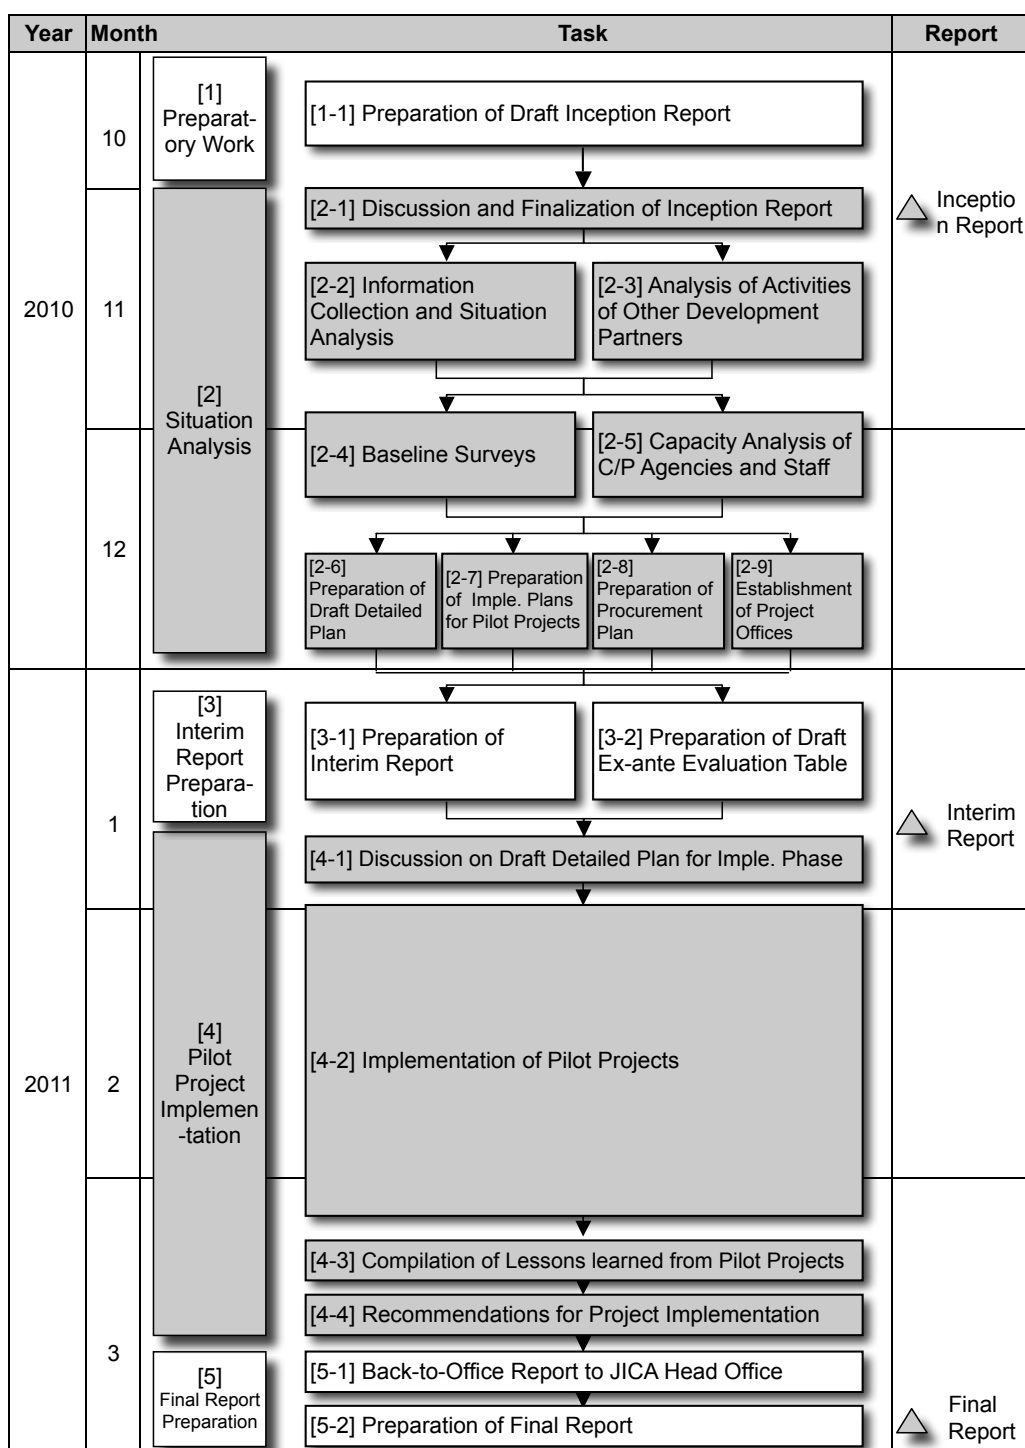 Year Month Task Report
2010
10
[1]
Preparat-
ory Work
[1-1] Preparation of Draft Inception Report
11
[2]
Situation
Analysis
[2-1] Discussion and Finalization of Inception Report
Inceptio
n Report
[2-2] Information
Collection and Situation
Analysis
[2-3] Analysis of Activities
of Other Development
Partners
12
[2-4] Baseline Surveys
[2-5] Capacity Analysis of
C/P Agencies and Staff
[2-6]
Preparation of
Draft Detailed
Plan
[2-7] Preparation
of Imple. Plans
for Pilot Projects
[2-8]
Preparation of
Procurement
Plan
[2-9]
Establishment
of Project
Offices
2011
1
[3]
Interim
Report
Prepara-
tion
[3-1] Preparation of
Interim Report
[3-2] Preparation of Draft
Ex-ante Evaluation Table
Interim
Report
[4-1] Discussion on Draft Detailed Plan for Imple. Phase
2
[4]
Pilot
Project
Implemen
-tation
[4-2] Implementation of Pilot Projects
3
[4-3] Compilation of Lessons learned from Pilot Projects
[4-4] Recommendations for Project Implementation
[5]
Final Report
Preparation
[5-1] Back-to-Office Report to JICA Head Office
[5-2] Preparation of Final Report
Final
Report